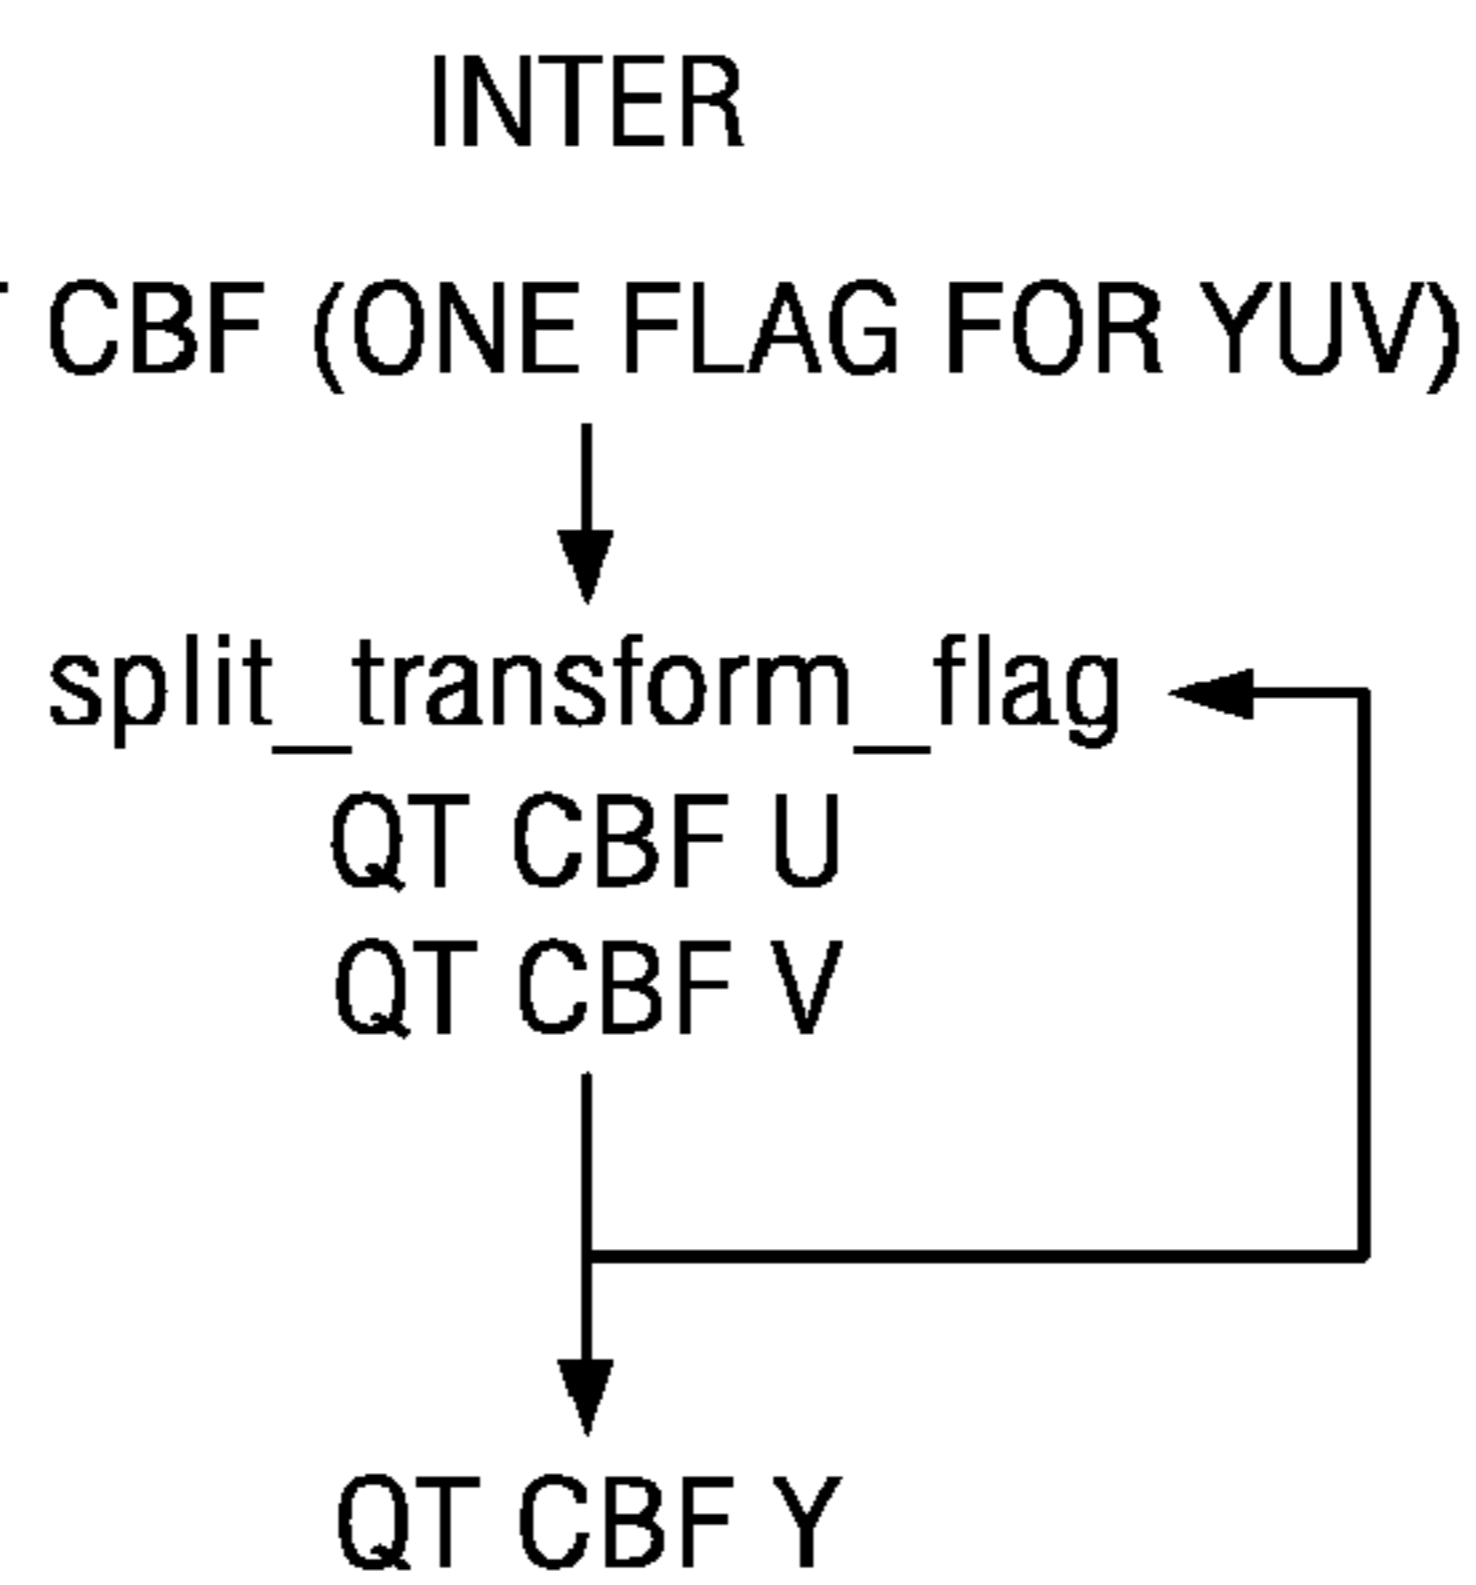 INTER
CBF (ONE FLAG FOR YUV)
split_transform_flag
QT CBF U
QT CBF V
QT CBF Y